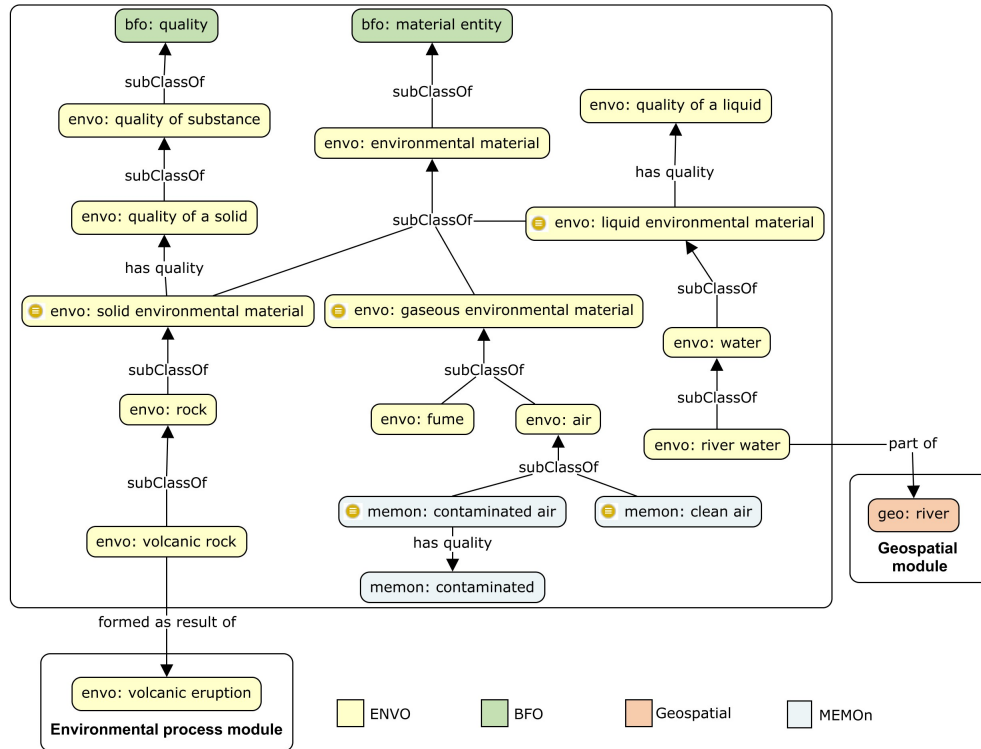 bfo: quality
bfo: material entity
subClassOf
subClassOf
envo: quality of a liquid
envo: quality of substance
envo: environmental material
subClassOf
has quality
envo: quality of a solid
subClassOf
envo: liquid environmental material
has quality
subClassOf
envo: solid environmental material
envo: gaseous environmental material
envo: water
subClassOf
subClassOf
subClassOf
envo: rock
envo: fume
envo: air
envo: river water
part of
subClassOf
subClassOf
memon: contaminated air
memon: clean air
geo: river
envo: volcanic rock
has quality
Geospatial
module
memon: contaminated
formed as result of
envo: volcanic eruption
Environmental process module
ENVO
BFO
Geospatial
MEMOn